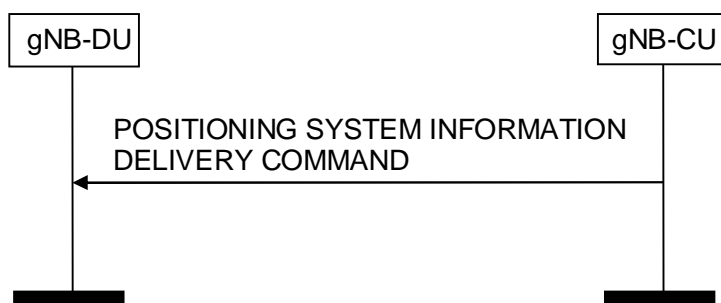 gNB-DU
gNB-CU
POSITIONING SYSTEM INFORMATION
DELIVERY COMMAND